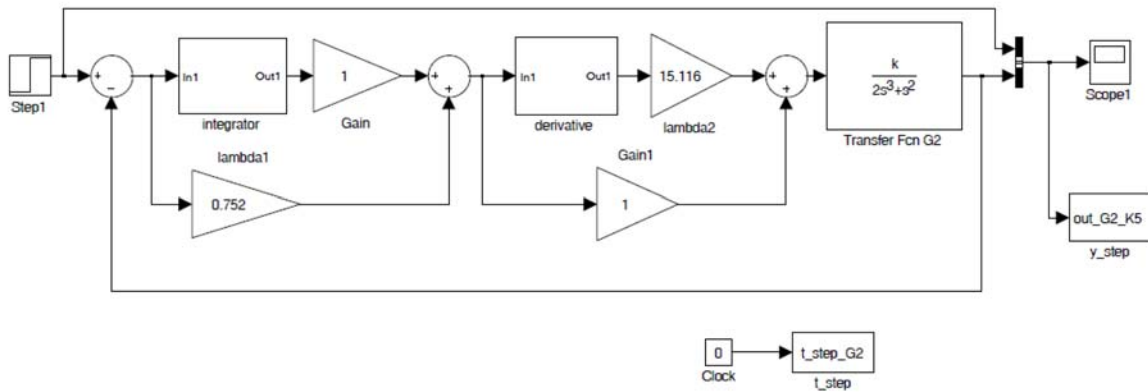 Step1
+
−
In1
Out1
integrator
1
Gain
+
+
In1
Out1
derivative
15.116
lambda2
+
+
k
2s³+s²
Transfer Fcn G2
Scope1
lambda1
0.752
Gain1
1
out_G2_K5
y_step
0
Clock
t_step_G2
t_step